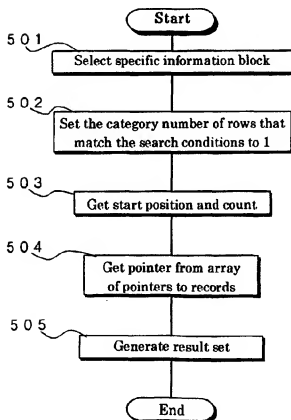 Start
501
Select specific information block
502
Set the category number of rows that
match the search conditions to 1
503
Get start position and count
504
Get pointer from array
of pointers to records
505
Generate result set
End